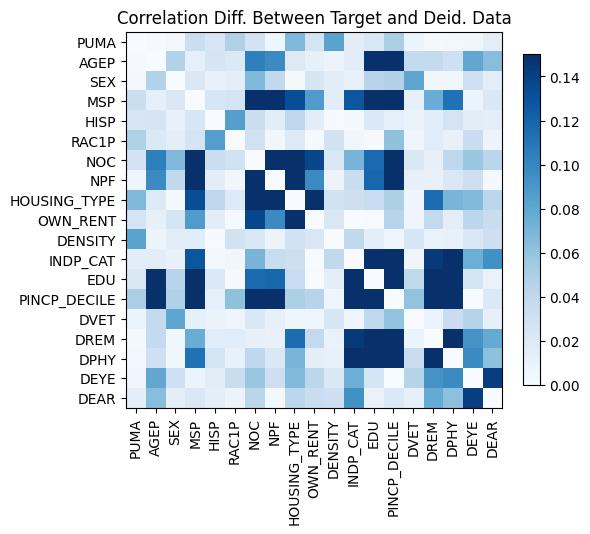 Correlation Diff. Between Target and Deid. Data
PUMA
AGEP
SEX
MSP
HISP
RAC1P
NOC
NPF
HOUSING_TYPE
OWN_RENT
DENSITY
INDP_CAT
EDU
PINCP_DECILE
DVET
DREM
DPHY
DEYE
DEAR
0.14
0.12
0.10
0.08
0.06
0.04
0.02
0.00
PUMA
AGEP
SEX
MSP
HISP
RAC1P
NOC
NPF
HOUSING_TYPE
OWN_RENT
DENSITY
INDP_CAT
EDU
PINCP_DECILE
DVET
DREM
DPHY
DEYE
DEAR